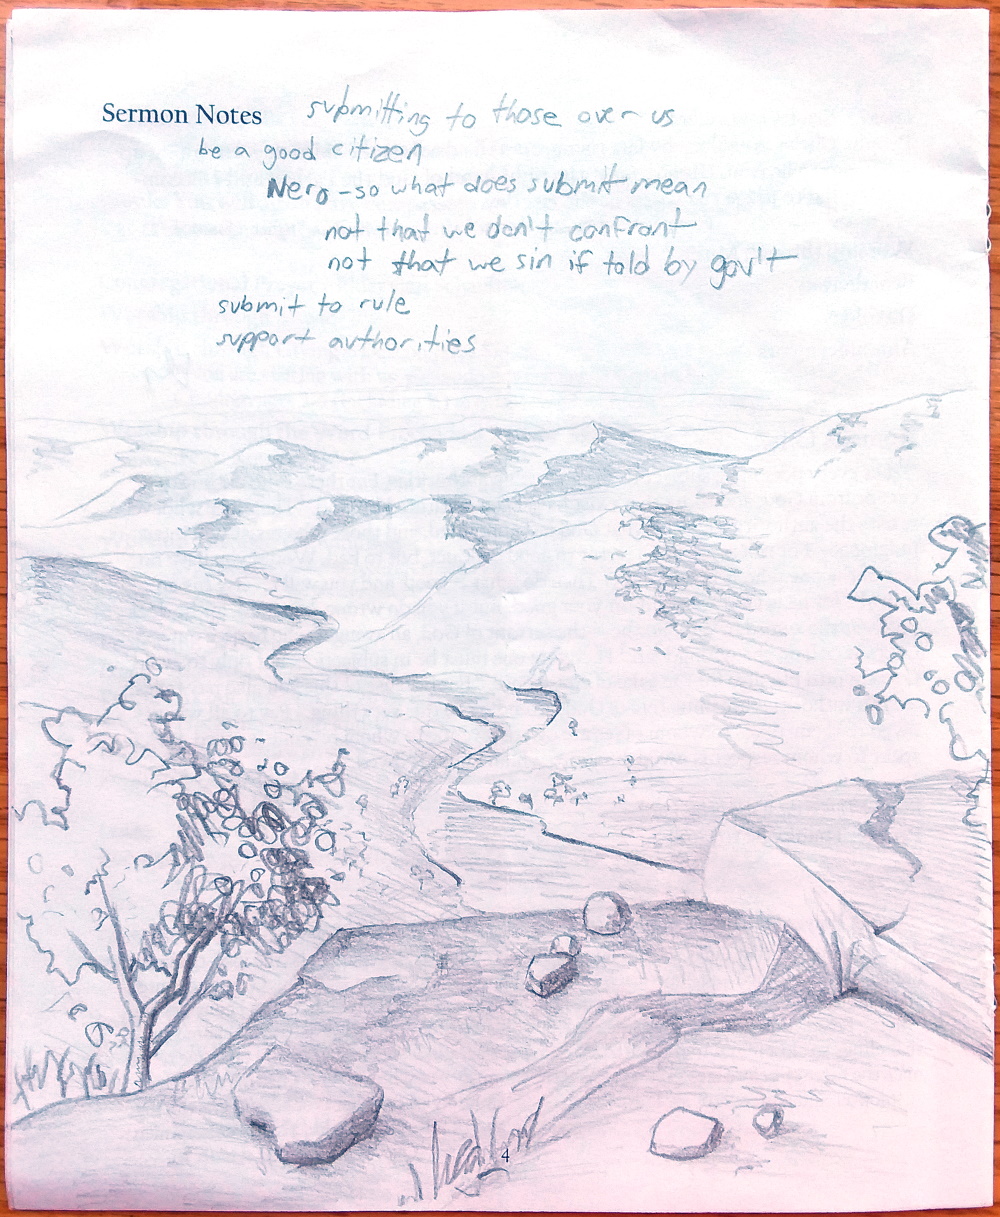 Sermon Notes submitting to those over us
be a good citizen
Nero - so what does submit mean
not that we don't confront
not that we sin if told by gov't
submit to rule
support authorities
4